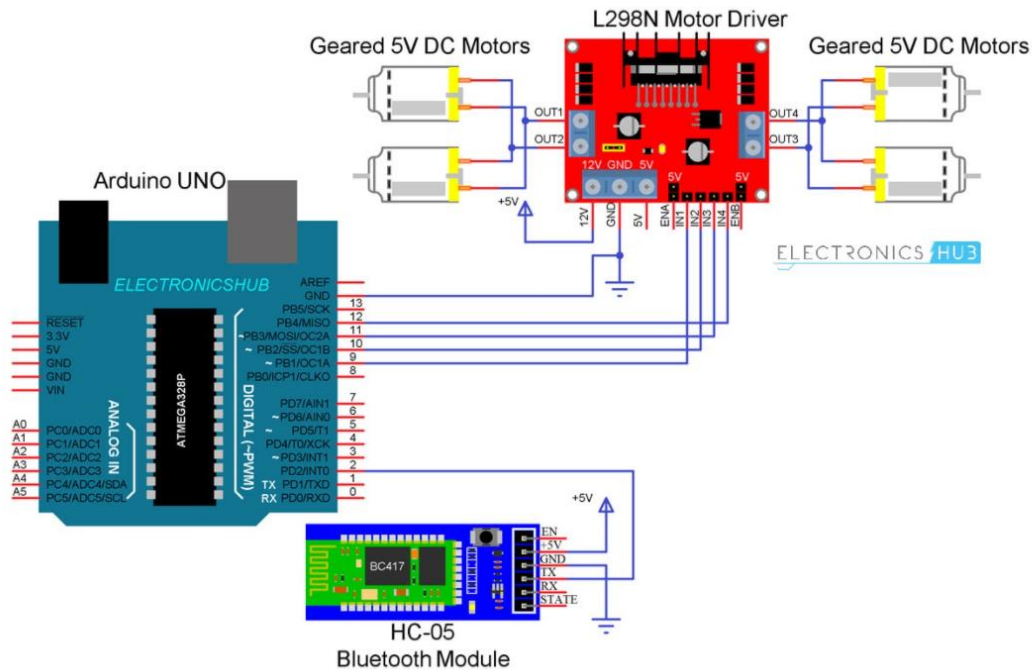 L298N Motor Driver
Geared 5V DC Motors
Geared 5V DC Motors
OUT1
OUT2
OUT4
OUT3
12V GND 5V
5V
5V
+5V
12V
GND
5V
ENA
IN1
IN2
IN3
IN4
ENB
ELECTRONICS HUB
Arduino UNO
ELECTRONICSHUB
RESET
3.3V
5V
GND
GND
VIN
A0 PC0/ADC0
A1 PC1/ADC1
A2 PC2/ADC2
A3 PC3/ADC3
A4 PC4/ADC4/SDA
A5 PC5/ADC5/SCL
ANALOG IN
ATMEGA328P
DIGITAL (~PWM)
AREF
GND
PB5/SCK 13
PB4/MISO 12
~PB3/MOSI/OC2A 11
~ PB2/SS/OC1B 10
~ PB1/OC1A 9
PB0/ICP1/CLKO 8
PD7/AIN1 7
~PD6/AIN0 6
~ PD5/T1 5
PD4/T0/XCK 4
~PD3/INT1 3
PD2/INT0 2
TX PD1/TXD 1
RX PD0/RXD 0
+5V
BC417
EN
+5V
GND
TX
RX
STATE
HC-05
Bluetooth Module